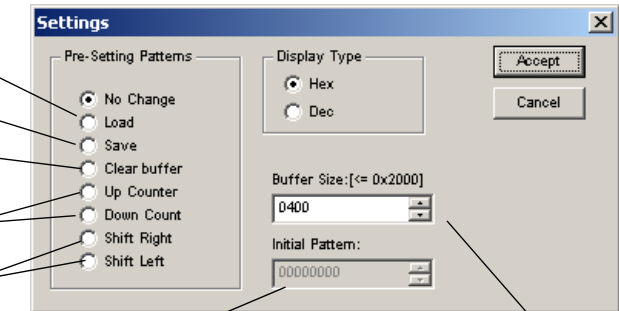 Settings
Pre-Setting Patterns
No Change
Load
Save
Clear buffer
Up Counter
Down Count
Shift Right
Shift Left
Display Type
Hex
Dec
Buffer Size:[<= 0x2000]
0400
Initial Pattern:
00000000
Accept
Cancel